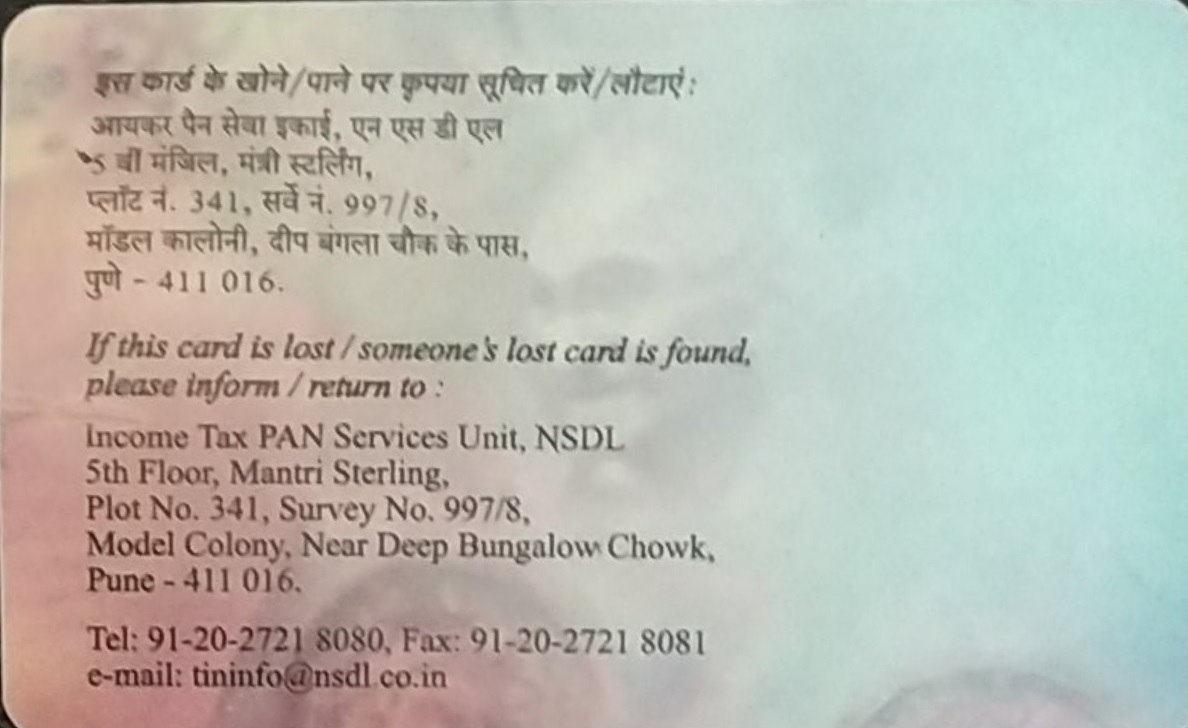 इस कार्ड के खोने/पाने पर कृपया सूचित करें/लौटाएं:
आयकर पैन सेवा इकाई, एन एस डी एल
5 वीं मंजिल, मंत्री स्टर्लिंग,
प्लॉट नं. 341, सर्वे नं. 997/8,
मॉडल कालोनी, दीप बंगला चौक के पास,
पुणे - 411 016.
If this card is lost / someone's lost card is found,
please inform / return to :
Income Tax PAN Services Unit, NSDL
5th Floor, Mantri Sterling,
Plot No. 341, Survey No. 997/8,
Model Colony, Near Deep Bungalow Chowk,
Pune - 411 016.
Tel: 91-20-2721 8080, Fax: 91-20-2721 8081
e-mail: tininfo@nsdl.co.in